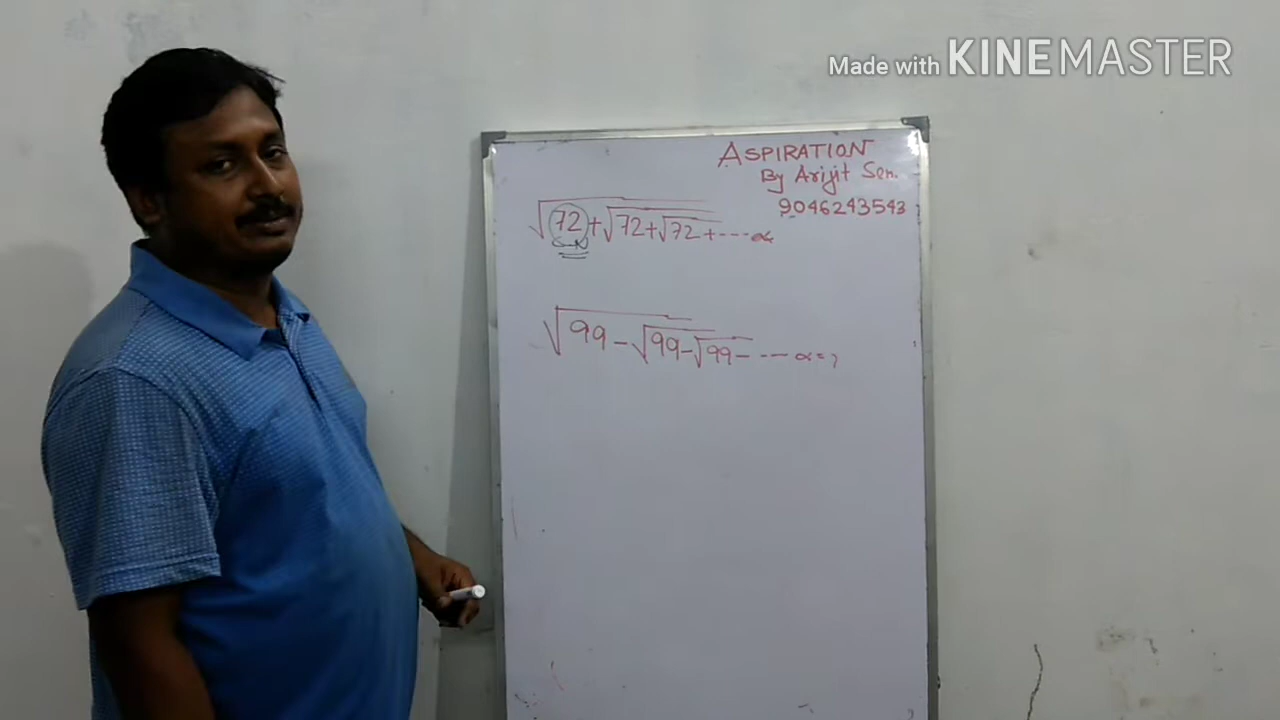 Made with KINEMASTER
ASPIRATION
By Arijit Sen.
9046243543
√72+√72+√72+----∝
√99-√99-√99-----∝=?